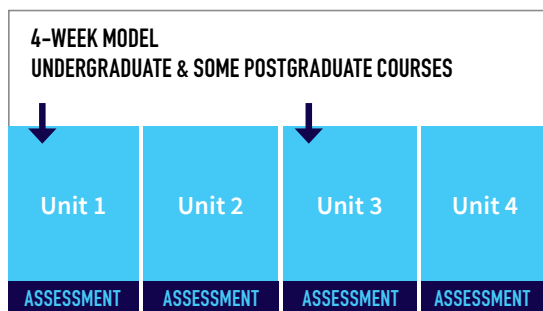 4-WEEK MODEL
UNDERGRADUATE & SOME POSTGRADUATE COURSES
Unit 1 Unit 2 Unit 3 Unit 4
ASSESSMENT ASSESSMENT ASSESSMENT ASSESSMENT